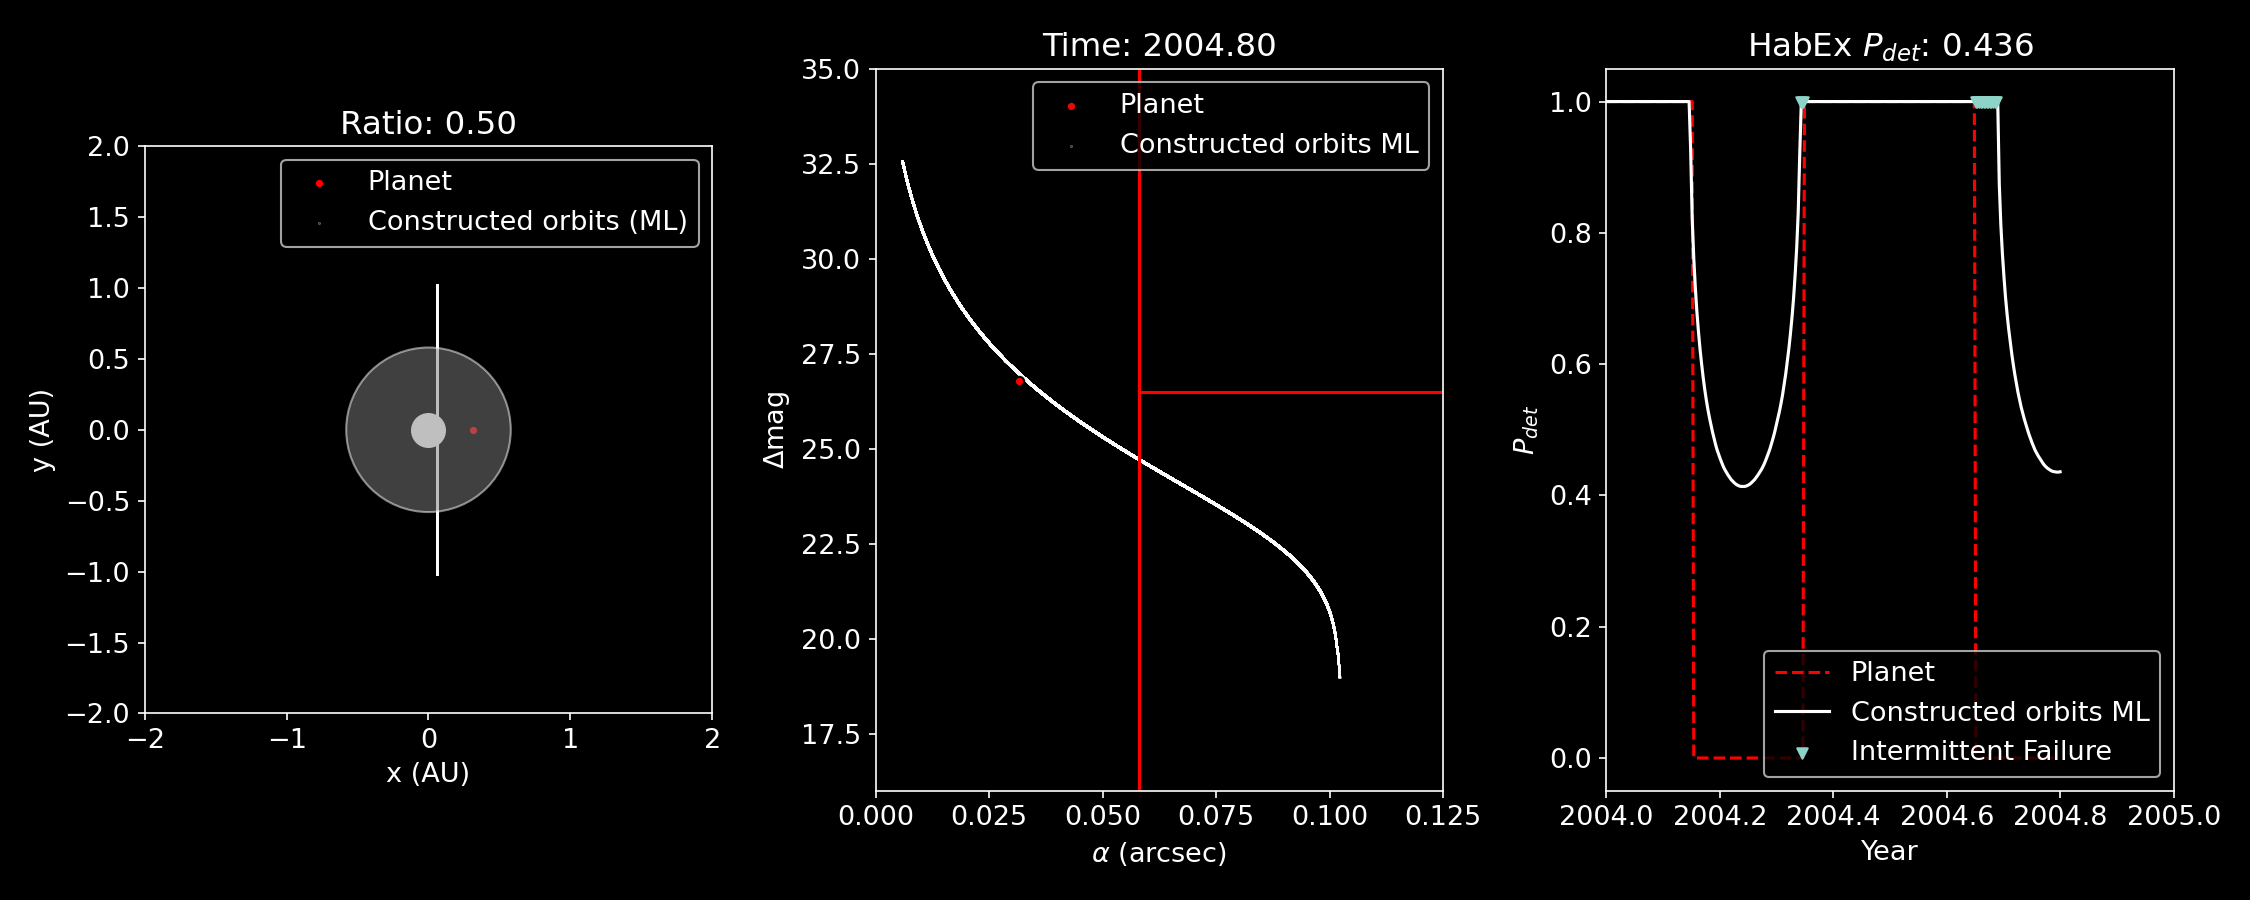 Ratio: 0.50
2.0
1.5
1.0
0.5
0.0
−0.5
−1.0
−1.5
−2.0
y (AU)
Planet
Constructed orbits (ML)
−2 −1 0 1 2
x (AU)
Time: 2004.80
35.0
32.5
30.0
27.5
25.0
22.5
20.0
17.5
Δmag
Planet
Constructed orbits ML
0.000 0.025 0.050 0.075 0.100 0.125
α (arcsec)
HabEx P_det: 0.436
1.0
0.8
0.6
0.4
0.2
0.0
P_det
Planet
Constructed orbits ML
Intermittent Failure
2004.0 2004.2 2004.4 2004.6 2004.8 2005.0
Year